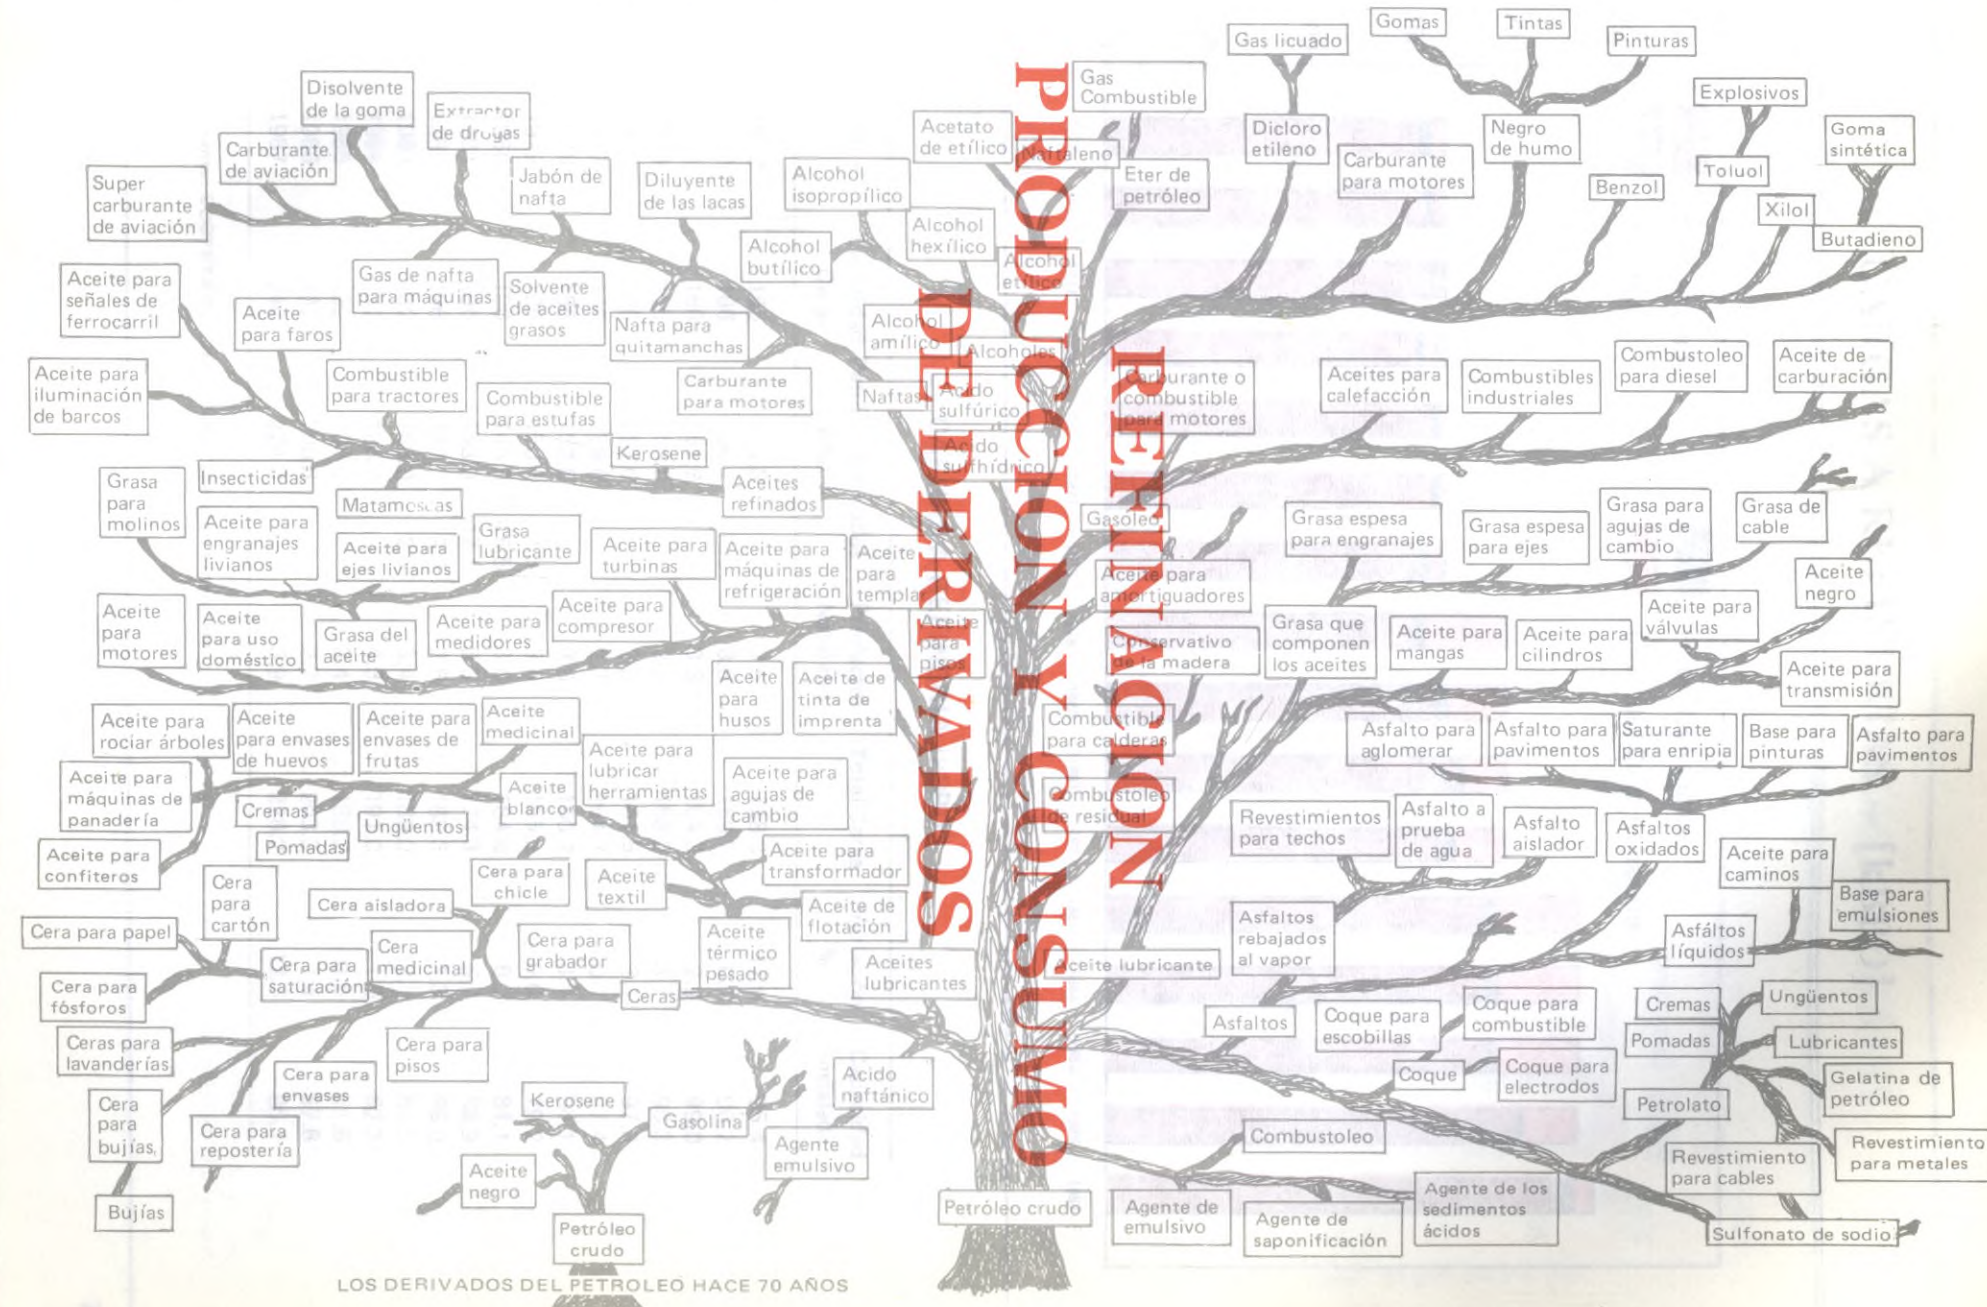 PRODUCCION Y CONSUMO
REFINACION
DE DERIVADOS
Disolvente
de la goma
Extractor
de drogas
Carburante
de aviación
Super
carburante
de aviación
Jabón de
nafta
Diluyente
de las lacas
Gas de nafta
para máquinas
Solvente
de aceites
grasos
Nafta para
quitamanchas
Carburante
para motores
Naftas
Alcohol
isopropílico
Alcohol
butílico
Alcohol
hexílico
Alcohol
etílico
Alcohol
amílico
Alcoholes
Acetato
de etílico
Naftaleno
Gas
Combustible
Eter de
petróleo
Acido
sulfúrico
Acido
sulfhídrico
Gas licuado
Dicloro
etileno
Gomas
Tintas
Pinturas
Negro
de humo
Carburante
para motores
Benzol
Explosivos
Toluol
Xilol
Goma
sintética
Butadieno
Aceite para
señales de
ferrocarril
Aceite
para faros
Aceite para
iluminación
de barcos
Combustible
para tractores
Combustible
para estufas
Kerosene
Insecticidas
Matamoscas
Aceites
refinados
Carburante o
combustible
para motores
Aceites para
calefacción
Combustibles
industriales
Combustoleo
para diesel
Aceite de
carburación
Gasóleo
Grasa
para
molinos
Aceite para
engranajes
livianos
Aceite para
ejes livianos
Grasa
lubricante
Aceite para
turbinas
Aceite para
máquinas de
refrigeración
Aceite
para
templa
Aceite
para
motores
Aceite
para uso
doméstico
Grasa del
aceite
Aceite para
medidores
Aceite para
compresor
Aceite
para
husos
Aceite de
tinta de
imprenta
Aceite
para
pisos
Aceite para
amortiguadores
Conservativo
de la madera
Combustible
para calderas
Combustoleo
de residual
Grasa espesa
para engranajes
Grasa espesa
para ejes
Grasa para
agujas de
cambio
Grasa de
cable
Grasa que
componen
los aceites
Aceite para
mangas
Aceite para
cilindros
Aceite para
válvulas
Aceite
negro
Aceite para
transmisión
Aceite para
rociar árboles
Aceite
para envases
de huevos
Aceite para
envases de
frutas
Aceite
medicinal
Aceite para
máquinas de
panadería
Cremas
Pomadas
Ungüentos
Aceite
blanco
Aceite para
confiteros
Aceite para
lubricar
herramientas
Aceite para
agujas de
cambio
Aceite para
transformador
Aceite
textil
Aceite de
flotación
Aceite
térmico
pesado
Aceites
lubricantes
Aceite lubricante
Asfalto para
aglomerar
Asfalto para
pavimentos
Saturante
para enripia
Base para
pinturas
Asfalto para
pavimentos
Revestimientos
para techos
Asfalto a
prueba
de agua
Asfalto
aislador
Asfaltos
oxidados
Aceite para
caminos
Base para
emulsiones
Asfaltos
rebajados
al vapor
Asfáltos
líquidos
Asfaltos
Cera
para
cartón
Cera aisladora
Cera para
chicle
Cera para papel
Cera
medicinal
Cera para
grabador
Cera para
saturación
Cera para
fósforos
Ceras
Ceras para
lavanderías
Cera para
pisos
Cera para
envases
Cera
para
bujías,
Cera para
repostería
Bujías
Coque para
escobillas
Coque para
combustible
Coque
Coque para
electrodos
Cremas
Pomadas
Ungüentos
Lubricantes
Gelatina de
petróleo
Petrolato
Revestimiento
para metales
Revestimiento
para cables
Sulfonato de sodio
Acido
naftánico
Agente
emulsivo
Combustoleo
Agente de
emulsivo
Agente de
saponificación
Agente de los
sedimentos
ácidos
Petróleo crudo
Kerosene
Gasolina
Aceite
negro
Petróleo
crudo
LOS DERIVADOS DEL PETROLEO HACE 70 AÑOS